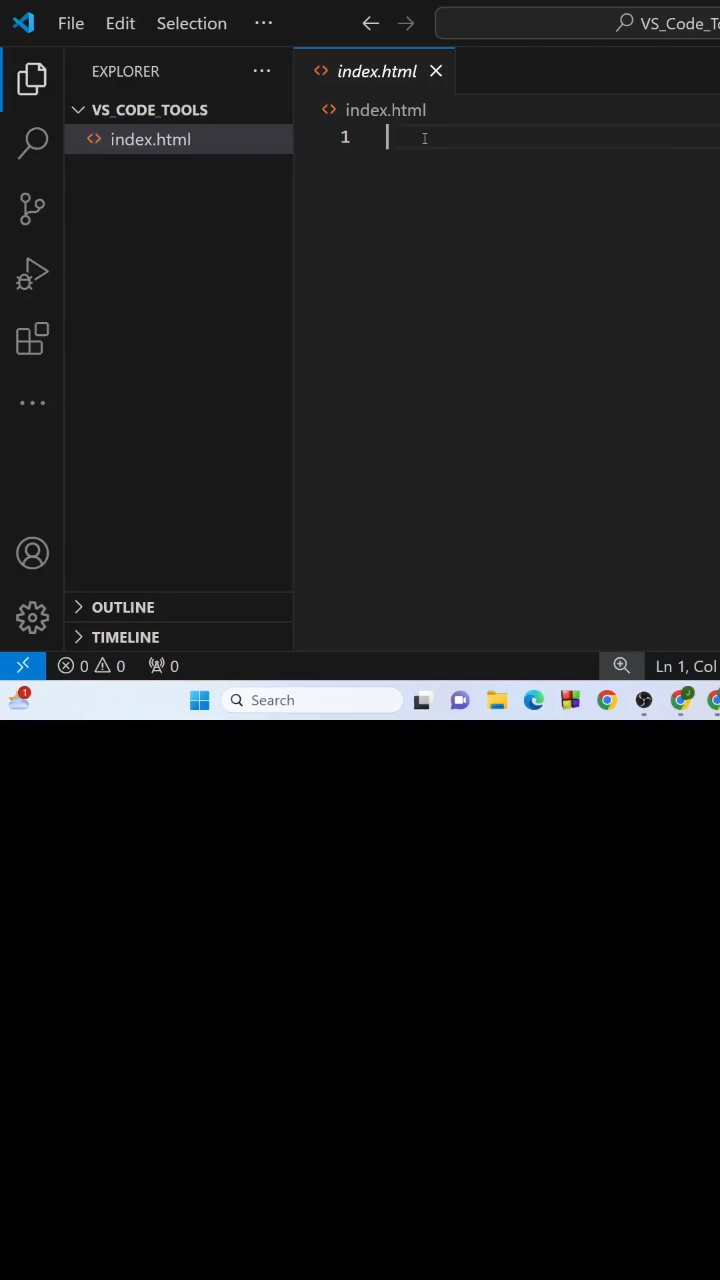 File Edit Selection ··· VS_Code_To
EXPLORER ···
index.html
VS_CODE_TOOLS
index.html
index.html
1
OUTLINE
TIMELINE
0 0 0 Ln 1, Col
1 Search J